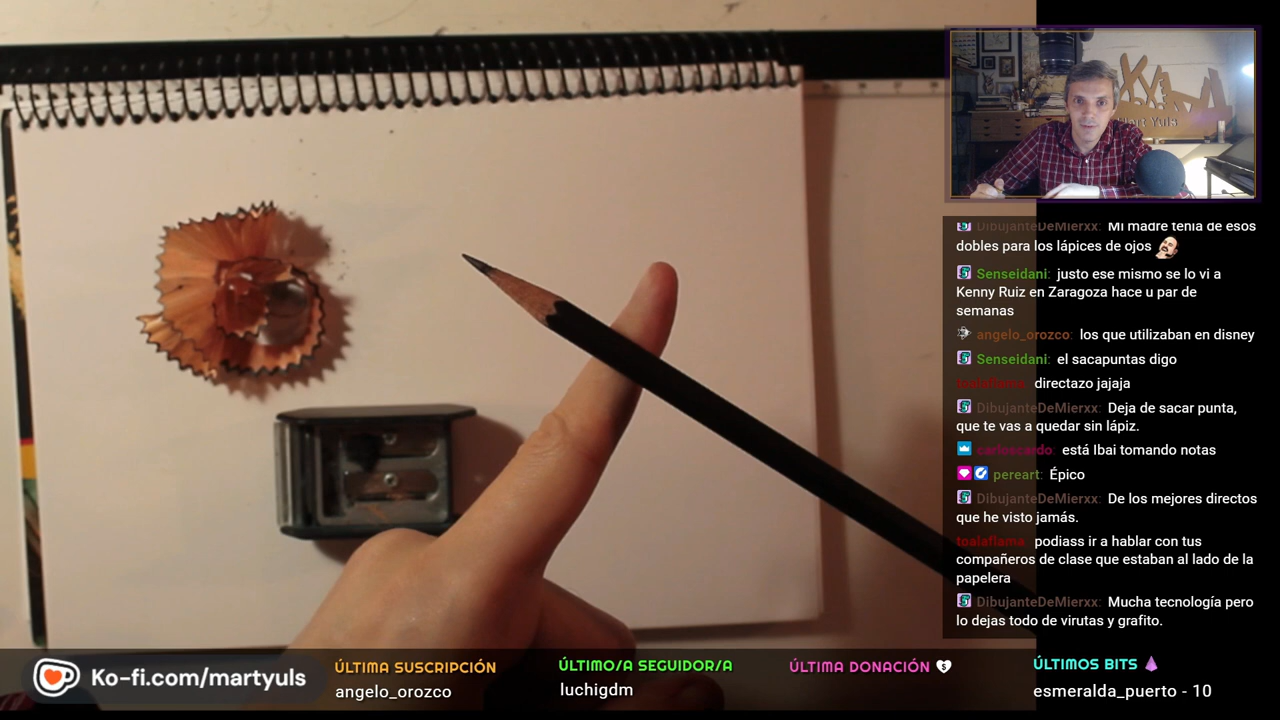 Mart Yuls
DibujanteDeMierxx: Mi madre tenia de esos
dobles para los lápices de ojos
Senseidani: justo ese mismo se lo vi a
Kenny Ruiz en Zaragoza hace u par de
semanas
angelo_orozco: los que utilizaban en disney
Senseidani: el sacapuntas digo
toalaflama: directazo jajaja
DibujanteDeMierxx: Deja de sacar punta,
que te vas a quedar sin lápiz.
carloscardo: está Ibai tomando notas
pereart: Épico
DibujanteDeMierxx: De los mejores directos
que he visto jamás.
toalaflama: podiass ir a hablar con tus
compañeros de clase que estaban al lado de la
papelera
DibujanteDeMierxx: Mucha tecnología pero
lo dejas todo de virutas y grafito.
Ko-fi.com/martyuls
ÚLTIMA SUSCRIPCIÓN
angelo_orozco
ÚLTIMO/A SEGUIDOR/A
luchigdm
ÚLTIMA DONACIÓN
ÚLTIMOS BITS
esmeralda_puerto - 10